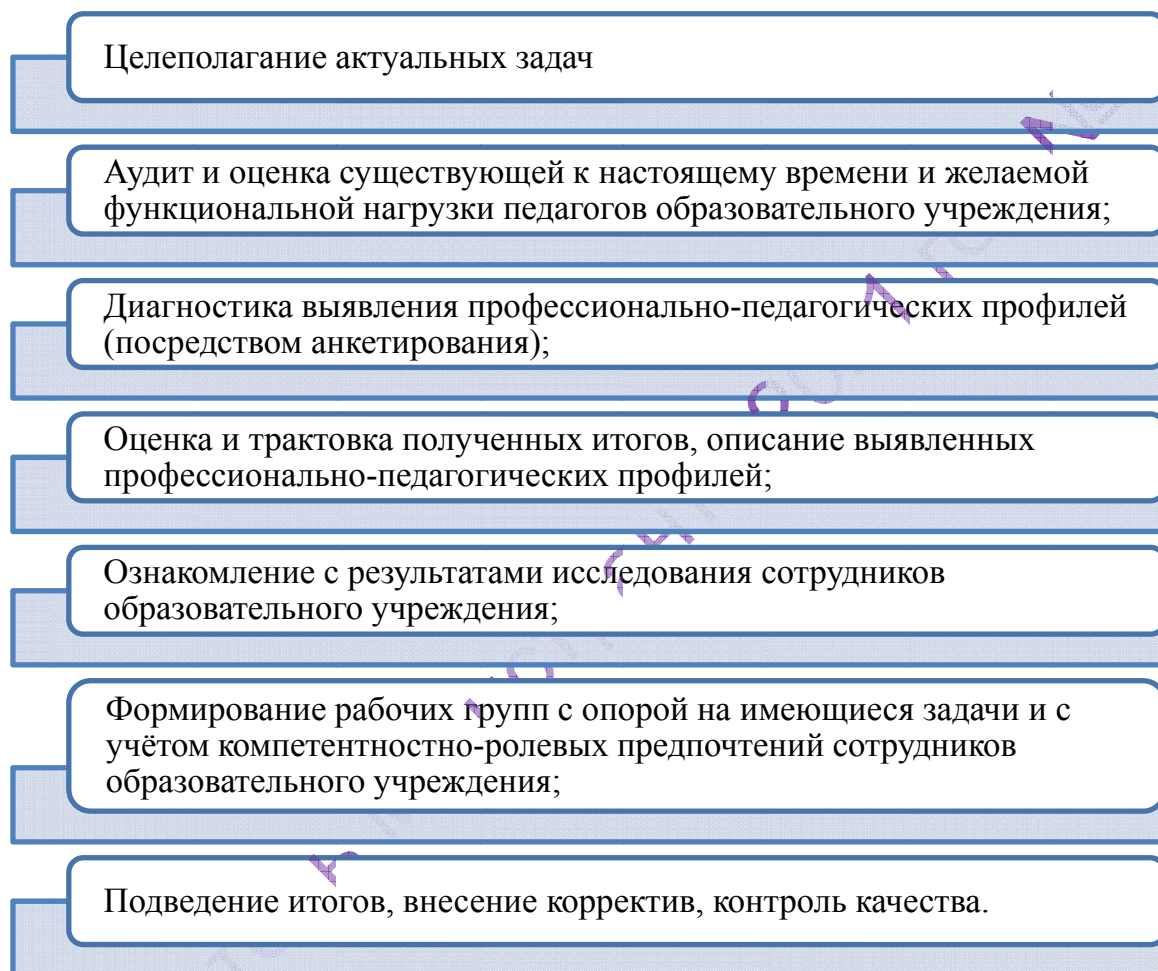 Целеполагание актуальных задач
Аудит и оценка существующей к настоящему времени и желаемой
функциональной нагрузки педагогов образовательного учреждения;
Диагностика выявления профессионально-педагогических профилей
(посредством анкетирования);
Оценка и трактовка полученных итогов, описание выявленных
профессионально-педагогических профилей;
Ознакомление с результатами исследования сотрудников
образовательного учреждения;
Формирование рабочих групп с опорой на имеющиеся задачи и с
учётом компетентностно-ролевых предпочтений сотрудников
образовательного учреждения;
Подведение итогов, внесение корректив, контроль качества.